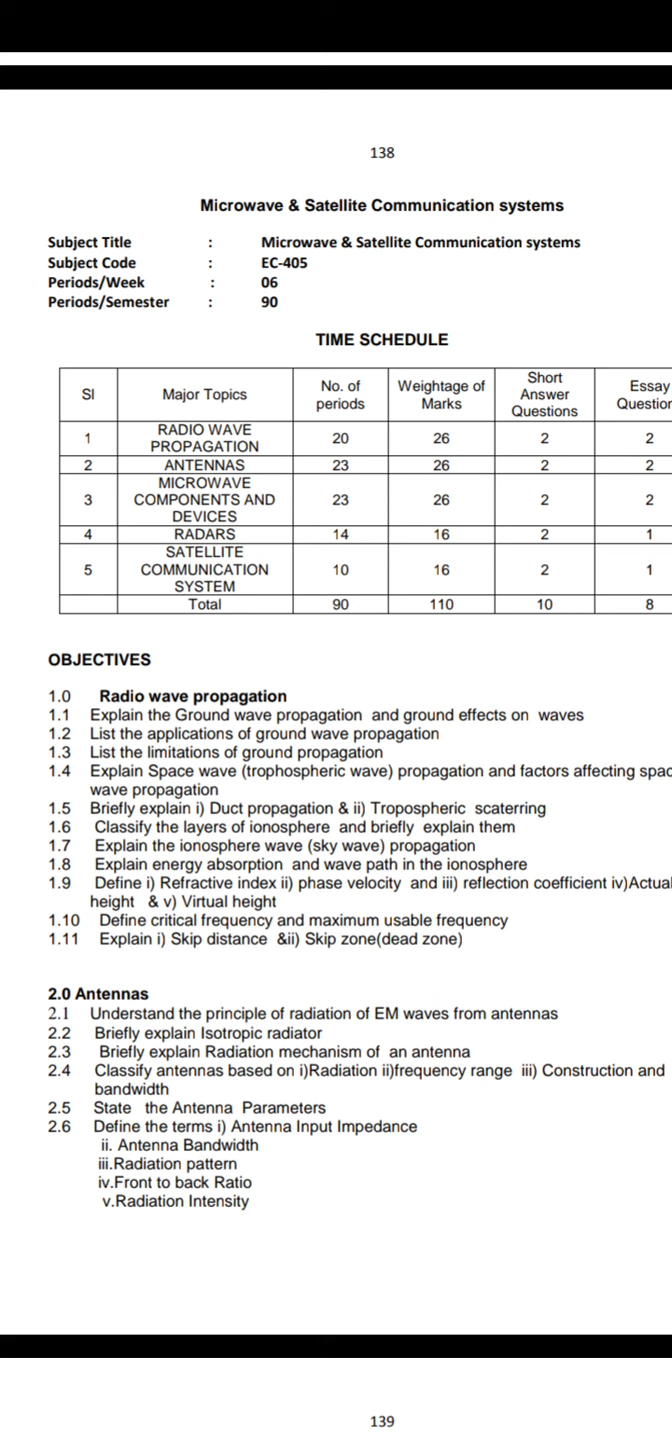 138
Microwave & Satellite Communication systems
Subject Title : Microwave & Satellite Communication systems
Subject Code : EC-405
Periods/Week : 06
Periods/Semester : 90
TIME SCHEDULE
Sl Major Topics No. of periods Weightage of Marks Short Answer Questions Essay
1 RADIO WAVE PROPAGATION 20 26 2 2
2 ANTENNAS 23 26 2 2
3 MICROWAVE COMPONENTS AND DEVICES 23 26 2 2
4 RADARS 14 16 2 1
5 SATELLITE COMMUNICATION SYSTEM 10 16 2 1
Total 90 110 10 8
OBJECTIVES
1.0 Radio wave propagation
1.1 Explain the Ground wave propagation and ground effects on waves
1.2 List the applications of ground wave propagation
1.3 List the limitations of ground propagation
1.4 Explain Space wave (trophospheric wave) propagation and factors affecting
wave propagation
1.5 Briefly explain i) Duct propagation & ii) Tropospheric scaterring
1.6 Classify the layers of ionosphere and briefly explain them
1.7 Explain the ionosphere wave (sky wave) propagation
1.8 Explain energy absorption and wave path in the ionosphere
1.9 Define i) Refractive index ii) phase velocity and iii) reflection coefficient iv)Actual
height & v) Virtual height
1.10 Define critical frequency and maximum usable frequency
1.11 Explain i) Skip distance &ii) Skip zone(dead zone)
2.0 Antennas
2.1 Understand the principle of radiation of EM waves from antennas
2.2 Briefly explain Isotropic radiator
2.3 Briefly explain Radiation mechanism of an antenna
2.4 Classify antennas based on i)Radiation ii)frequency range iii) Construction and
bandwidth
2.5 State the Antenna Parameters
2.6 Define the terms i) Antenna Input Impedance
ii. Antenna Bandwidth
iii.Radiation pattern
iv.Front to back Ratio
v.Radiation Intensity
139